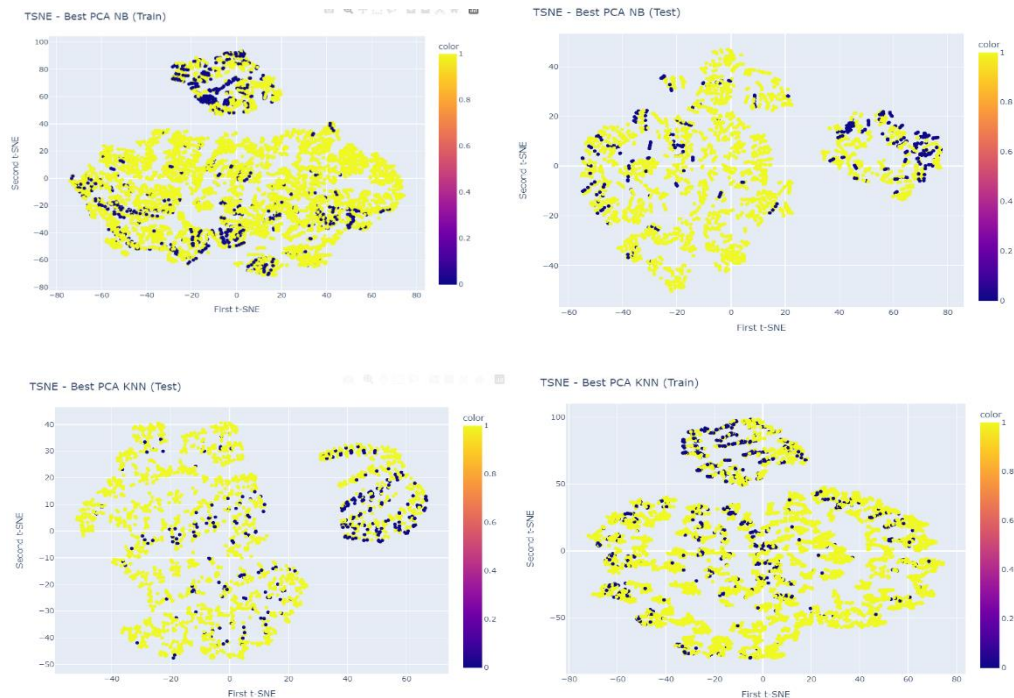 TSNE - Best PCA NB (Train)
100
80
60
40
20
0
−20
−40
−60
−80
Second t-SNE
−80 −60 −40 −20 0 20 40 60 80
First t-SNE
color
1
0.8
0.6
0.4
0.2
0
TSNE - Best PCA NB (Test)
40
20
0
−20
−40
Second t-SNE
−60 −40 −20 0 20 40 60 80
First t-SNE
color
1
0.8
0.6
0.4
0.2
0
TSNE - Best PCA KNN (Test)
40
30
20
10
0
−10
−20
−30
−40
−50
Second t-SNE
−40 −20 0 20 40 60
First t-SNE
color
1
0.8
0.6
0.4
0.2
0
TSNE - Best PCA KNN (Train)
100
50
0
−50
Second t-SNE
−80 −60 −40 −20 0 20 40 60 80
First t-SNE
color
1
0.8
0.6
0.4
0.2
0